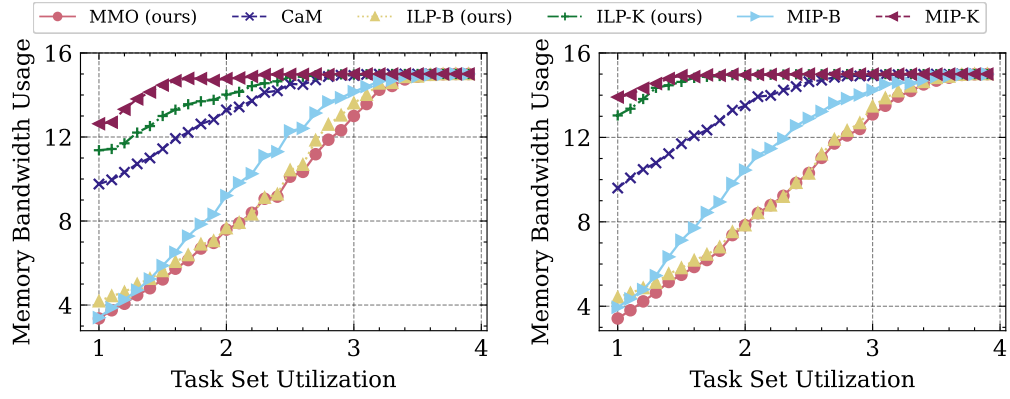 MMO (ours) CaM ILP-B (ours) ILP-K (ours) MIP-B MIP-K
Memory Bandwidth Usage
16
12
8
4
1 2 3 4
Task Set Utilization
Memory Bandwidth Usage
16
12
8
4
1 2 3 4
Task Set Utilization